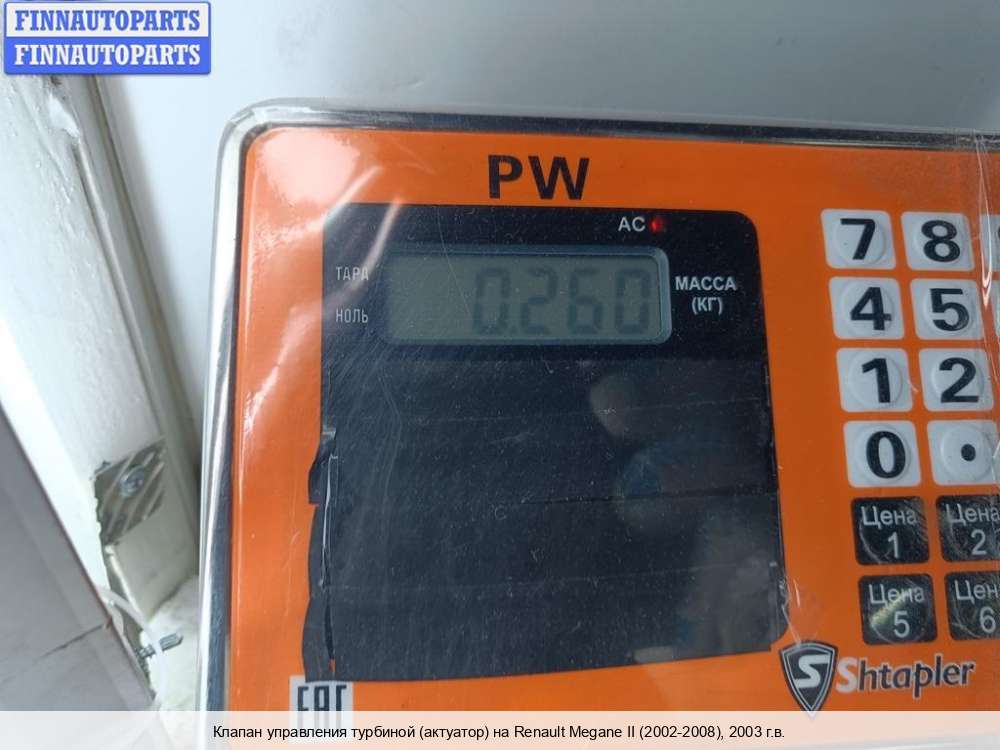 FINNAUTOPARTS
FINNAUTOPARTS
PW
AC
ТАРА
НОЛЬ
0.260
МАССА
(КГ)
7 8
4 5
1 2
0 .
Цена
1
Цена
2
Цена
5
Цен
6
S Shtapler
EAC
Клапан управления турбиной (актуатор) на Renault Megane II (2002-2008), 2003 г.в.